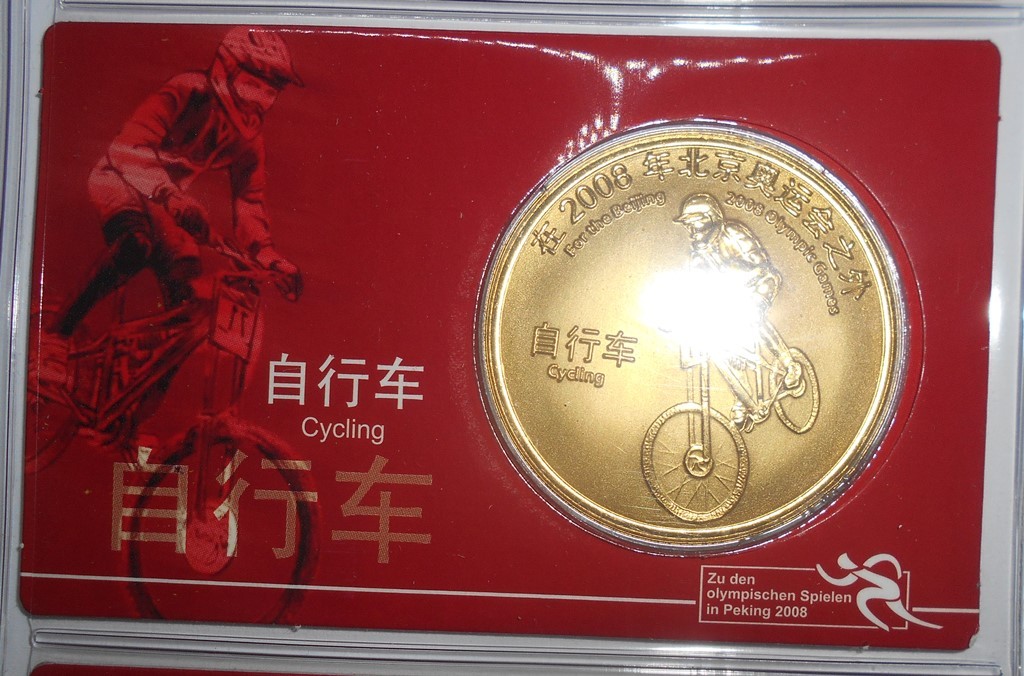 在 2008 年北京奥运会之外
For the Beijing 2008 Olympic Games
自行车
Cycling
自行车
Cycling
自行车
Zu den
olympischen Spielen
in Peking 2008